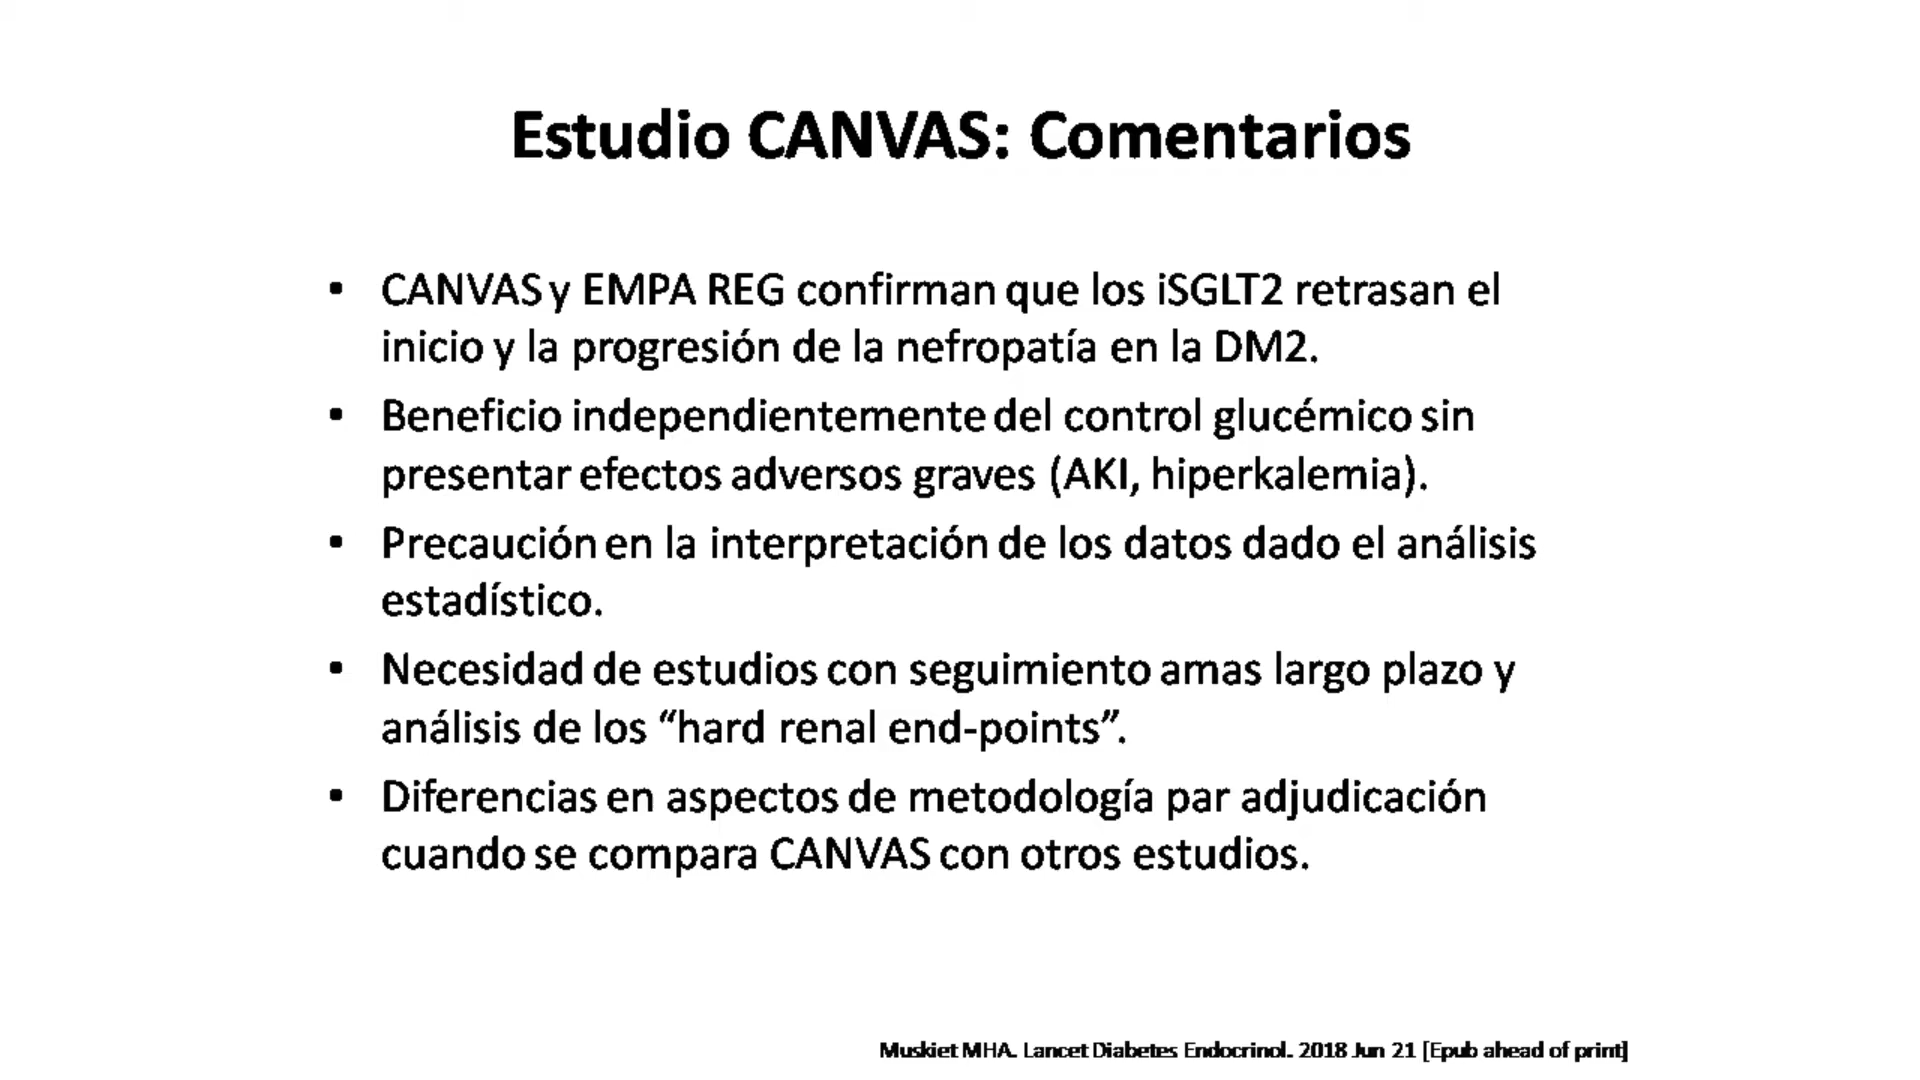 Estudio CANVAS: Comentarios
• CANVAS y EMPA REG confirman que los iSGLT2 retrasan el
inicio y la progresión de la nefropatía en la DM2.
• Beneficio independientemente del control glucémico sin
presentar efectos adversos graves (AKI, hiperkalemia).
• Precaución en la interpretación de los datos dado el análisis
estadístico.
• Necesidad de estudios con seguimiento amas largo plazo y
análisis de los “hard renal end-points”.
• Diferencias en aspectos de metodología par adjudicación
cuando se compara CANVAS con otros estudios.
Muskiet MHA. Lancet Diabetes Endocrinol. 2018 Jun 21 [Epub ahead of print]